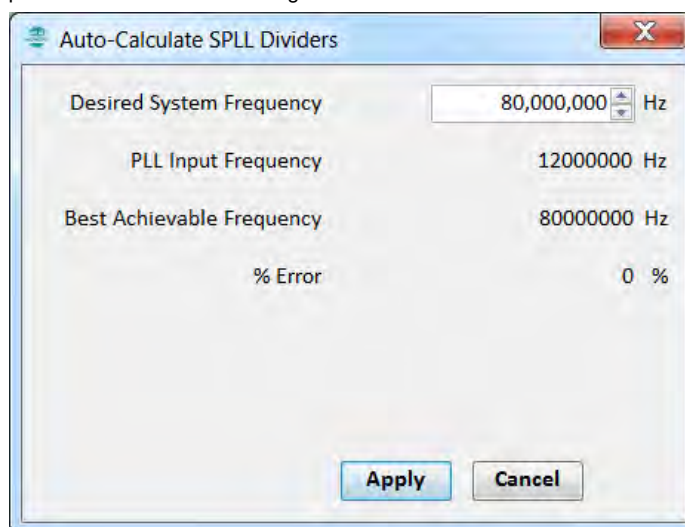 Auto-Calculate SPLL Dividers
Desired System Frequency 80,000,000 Hz
PLL Input Frequency 12000000 Hz
Best Achievable Frequency 80000000 Hz
% Error 0 %
Apply Cancel